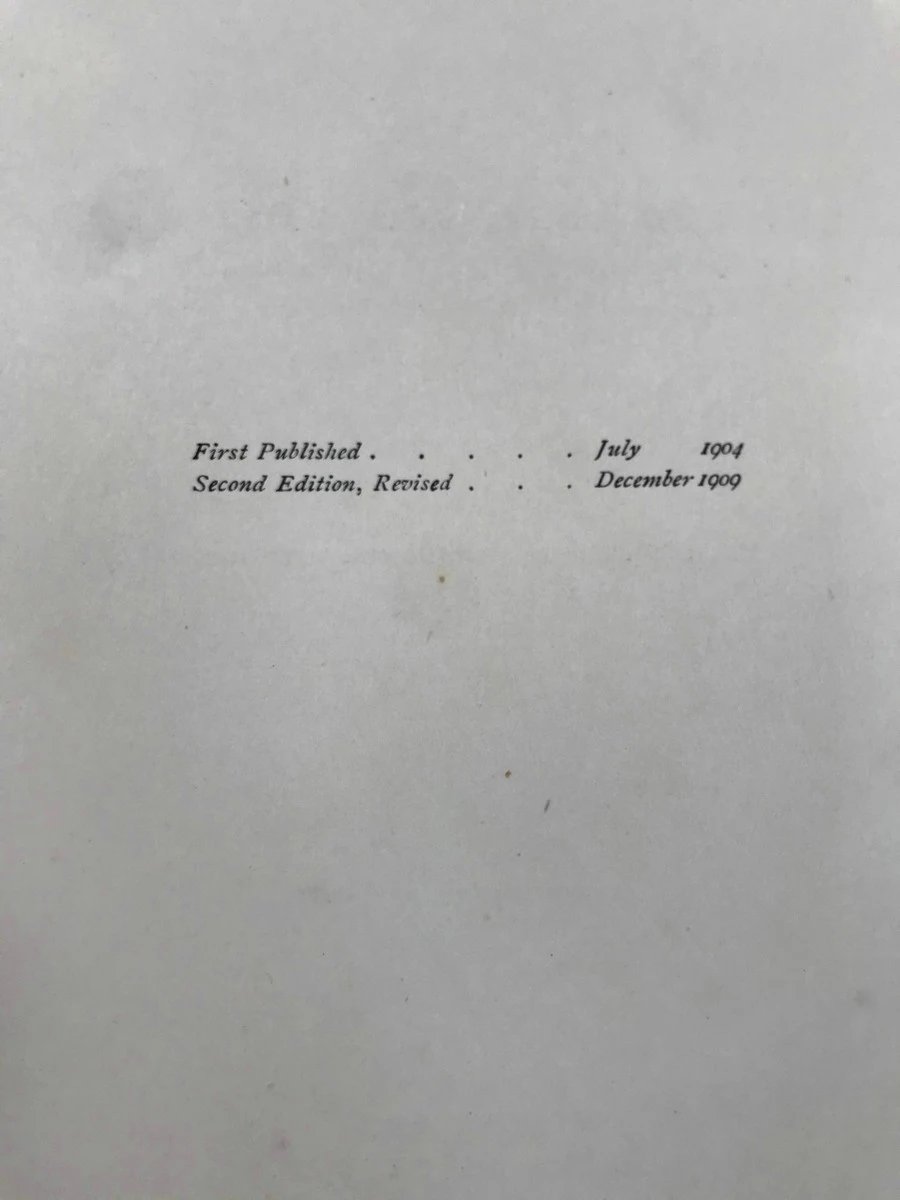 First Published . . . . . July 1904
Second Edition, Revised . . . December 1909